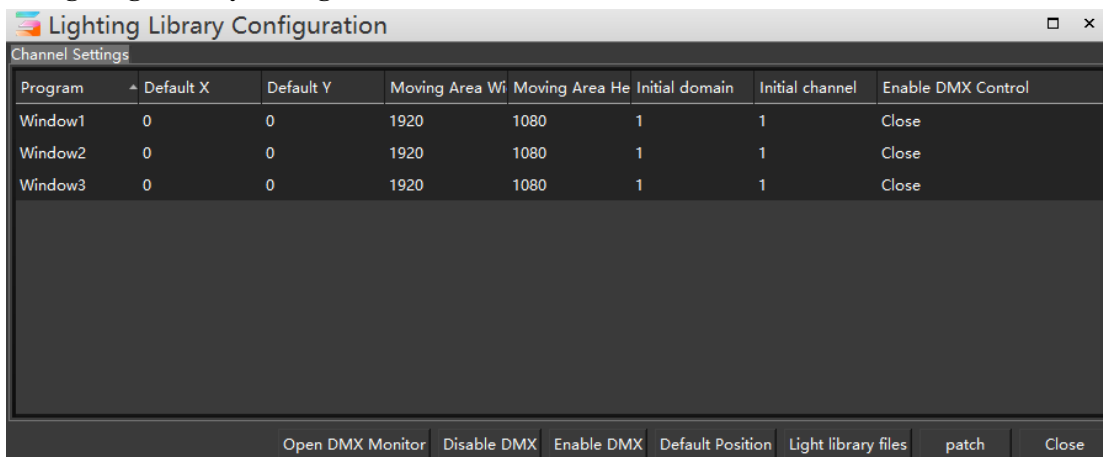 Lighting Library Configuration
Channel Settings
Program Default X Default Y Moving Area Wi Moving Area He Initial domain Initial channel Enable DMX Control
Window1 0 0 1920 1080 1 1 Close
Window2 0 0 1920 1080 1 1 Close
Window3 0 0 1920 1080 1 1 Close
Open DMX Monitor Disable DMX Enable DMX Default Position Light library files patch Close